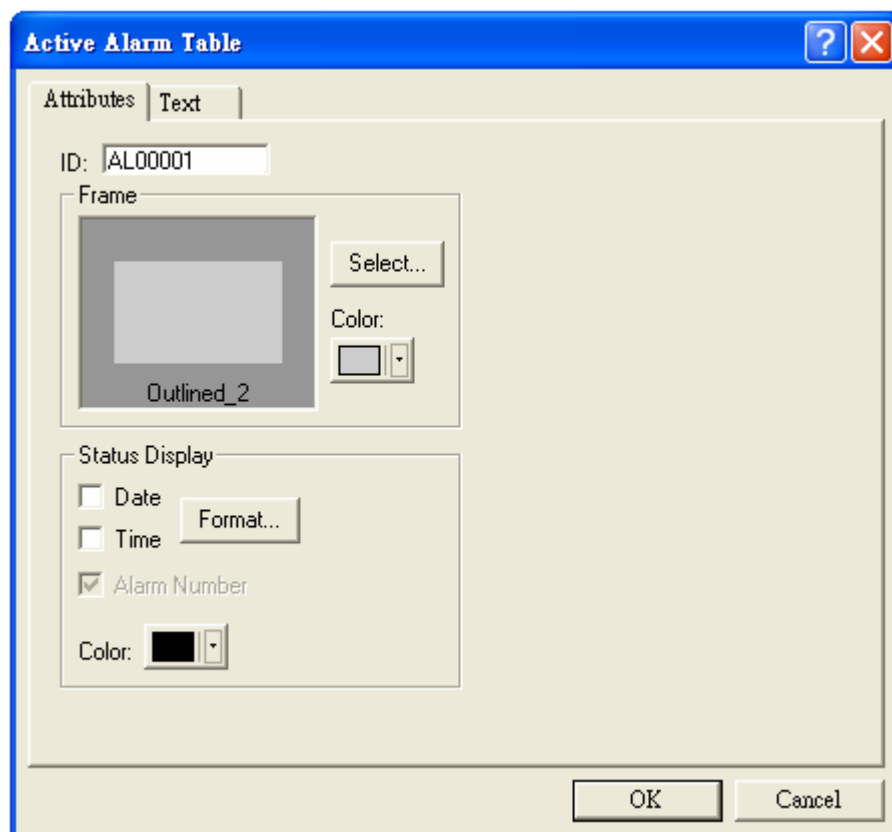 Active Alarm Table
?
Attributes
Text
ID: AL00001
Frame
Select...
Color:
Outlined_2
Status Display
Date
Format...
Time
Alarm Number
Color:
OK
Cancel